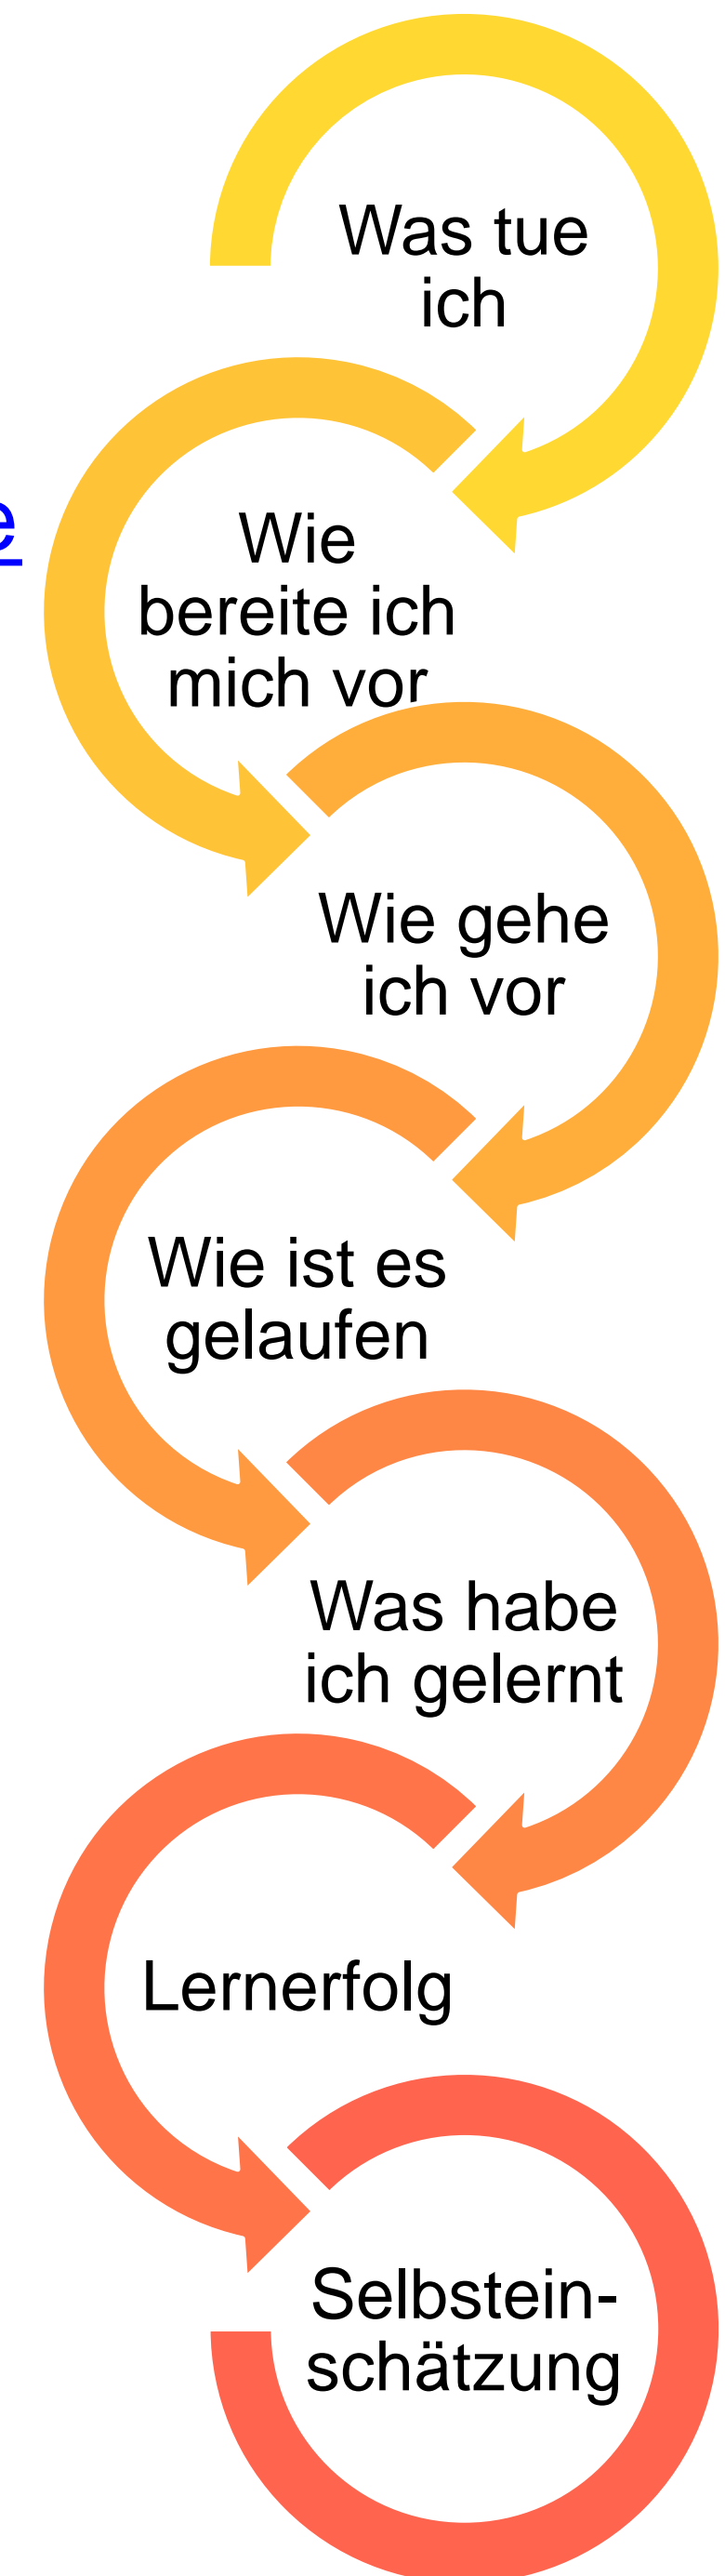 Was tue
ich
e
Wie
bereite ich
mich vor
Wie gehe
ich vor
Wie ist es
gelaufen
Was habe
ich gelernt
Lernerfolg
Selbstein-
schätzung